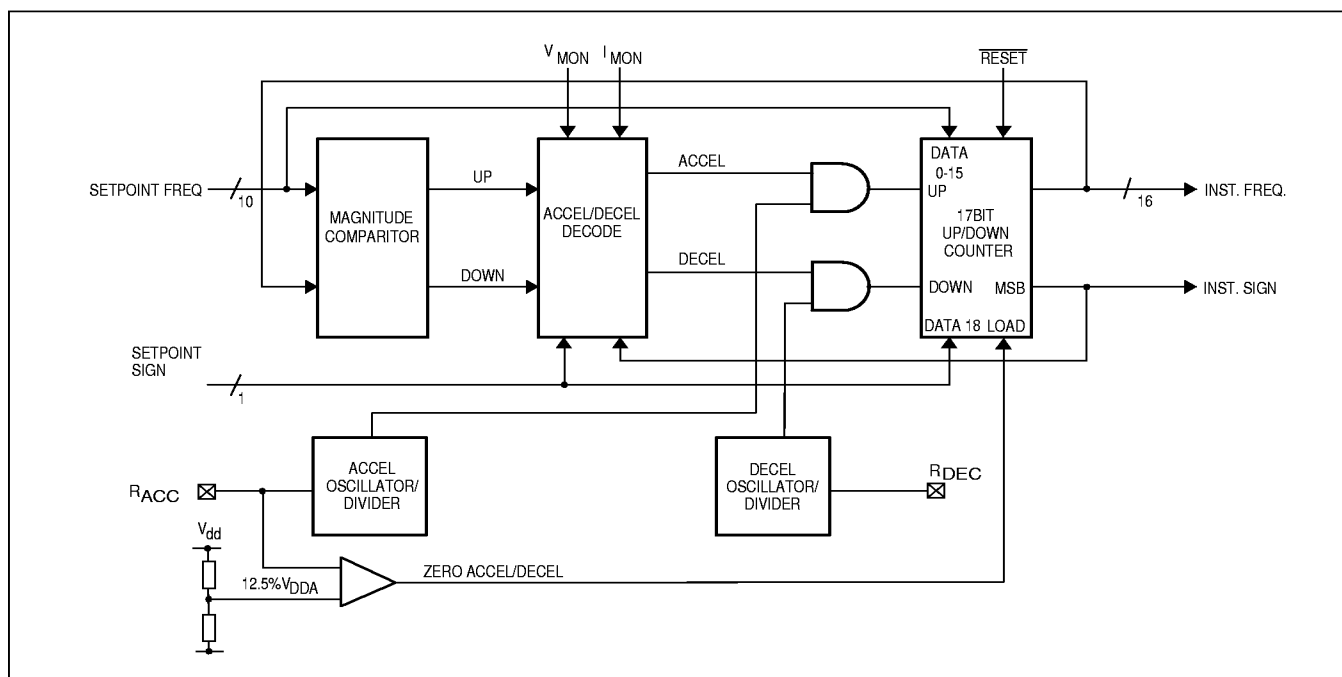 V MON I MON
RESET
SETPOINT FREQ
10
MAGNITUDE
COMPARITOR
UP
DOWN
ACCEL/DECEL
DECODE
ACCEL
DECEL
DATA
0-15
UP
17BIT
UP/DOWN
COUNTER
DOWN MSB
DATA 18 LOAD
16
INST. FREQ.
INST. SIGN
SETPOINT
SIGN
1
RACC
ACCEL
OSCILLATOR/
DIVIDER
DECEL
OSCILLATOR/
DIVIDER
RDEC
Vdd
12.5%VDDA
ZERO ACCEL/DECEL